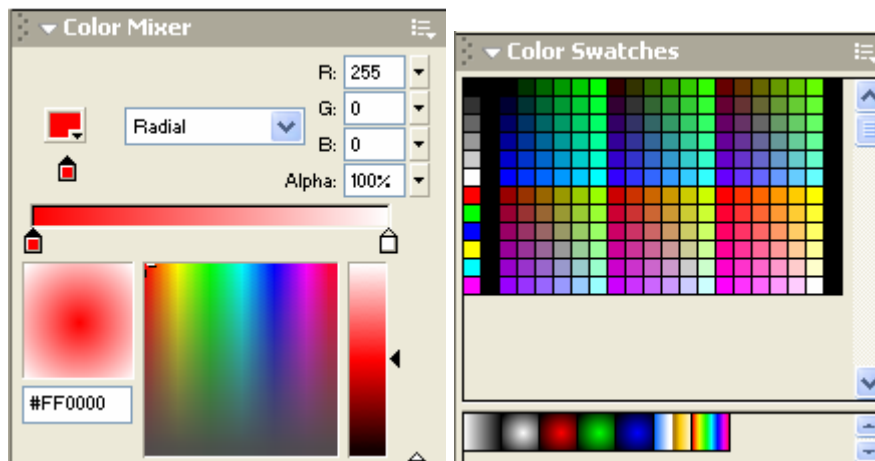 Color Mixer
R: 255
Radial
G: 0
B: 0
Alpha: 100%
#FF0000
Color Swatches